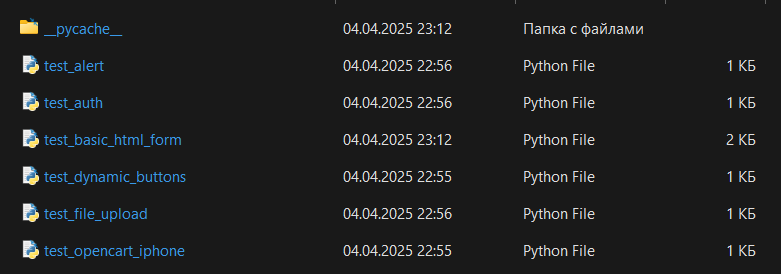 __pycache__ 04.04.2025 23:12 Папка с файлами
test_alert 04.04.2025 22:56 Python File 1 КБ
test_auth 04.04.2025 22:56 Python File 1 КБ
test_basic_html_form 04.04.2025 23:12 Python File 2 КБ
test_dynamic_buttons 04.04.2025 22:55 Python File 1 КБ
test_file_upload 04.04.2025 22:56 Python File 1 КБ
test_opencart_iphone 04.04.2025 22:55 Python File 1 КБ